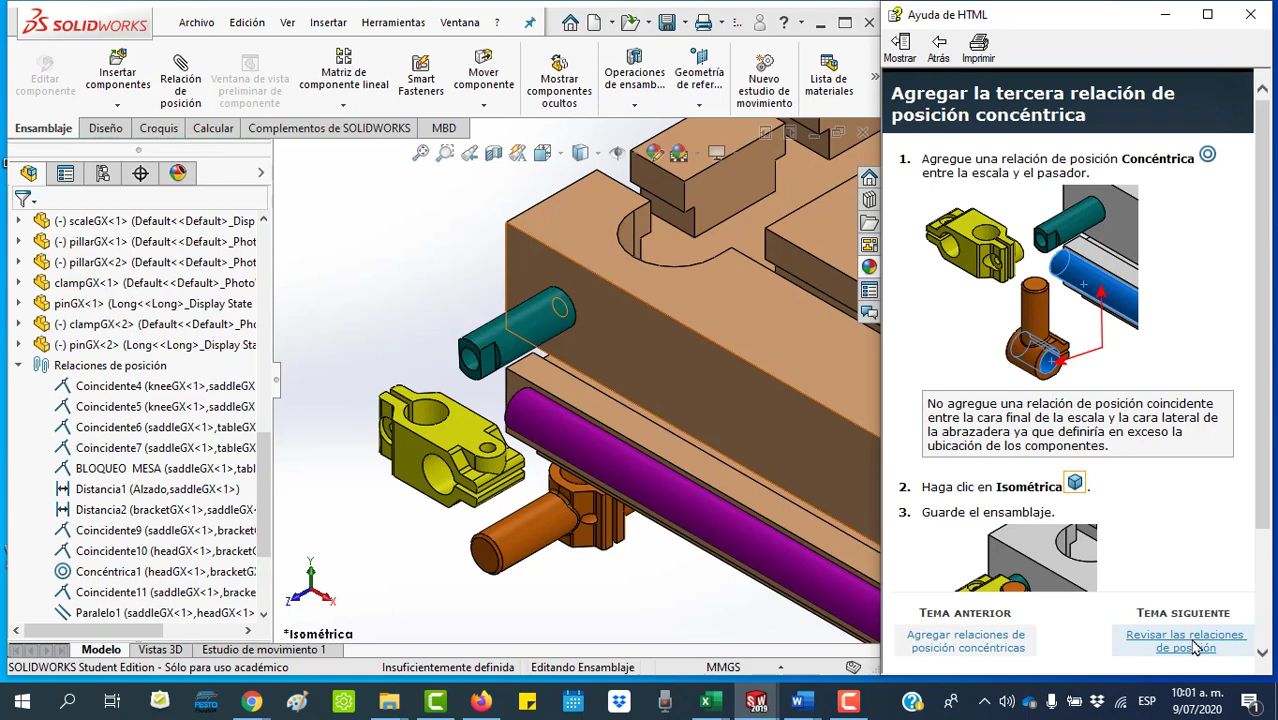 SOLIDWORKS
Archivo Edición Ver Insertar Herramientas Ventana ?
Editar componente
Insertar componentes
Relación de posición
Ventana de vista preliminar de componente
Matriz de componente lineal
Smart Fasteners
Mover componente
Mostrar componentes ocultos
Operaciones de ensamb...
Geometría de refer...
Nuevo estudio de movimiento
Lista de materiales
Ensamblaje Diseño Croquis Calcular Complementos de SOLIDWORKS MBD
(-) scaleGX<1> (Default<<Default>_Disp
(-) pillarGX<1> (Default<<Default>_Photo
(-) pillarGX<2> (Default<<Default>_Photo
clampGX<1> (Default<<Default>_Photo
pinGX<1> (Long<<Long>_Display State
(-) clampGX<2> (Default<<Default>_Photo
(-) pinGX<2> (Long<<Long>_Display State
Relaciones de posición
Coincidente4 (kneeGX<1>,saddleGX
Coincidente5 (kneeGX<1>,saddleGX
Coincidente6 (kneeGX<1>,saddleGX
Coincidente7 (kneeGX<1>,saddleGX
BLOQUEO MESA (saddleGX<1>,tabl
Distancia1 (Alzado,saddleGX<1>)
Distancia2 (bracketGX<1>,saddleGX
Coincidente9 (saddleGX<1>,bracket
Coincidente10 (headGX<1>,bracket
Concéntrica1 (headGX<1>,bracketG
Coincidente11 (saddleGX<1>,bracke
Paralelo1 (saddleGX<1>,headGX<1>
Y
Z
X
*Isométrica
Modelo Vistas 3D Estudio de movimiento 1
SOLIDWORKS Student Edition - Sólo para uso académico Insuficientemente definida Editando Ensamblaje MMGS
Ayuda de HTML
Mostrar Atrás Imprimir
Agregar la tercera relación de
posición concéntrica
1. Agregue una relación de posición Concéntrica
entre la escala y el pasador.
No agregue una relación de posición coincidente
entre la cara final de la escala y la cara lateral de
la abrazadera ya que definiría en exceso la
ubicación de los componentes.
2. Haga clic en Isométrica.
3. Guarde el ensamblaje.
TEMA ANTERIOR TEMA SIGUIENTE
Agregar relaciones de
posición concéntricas
Revisar las relaciones
de posición
FESTO
SW
2019
ESP
10:01 a. m.
9/07/2020